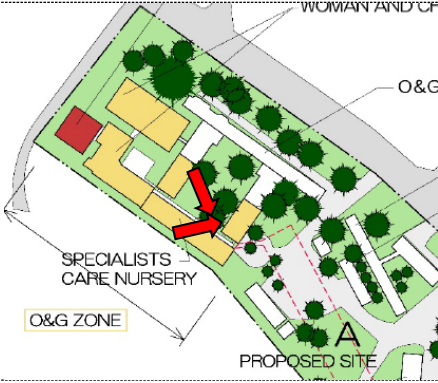 WOMAN AND
O&G
SPECIALISTS
CARE NURSERY
O&G ZONE
A
PROPOSED SITE